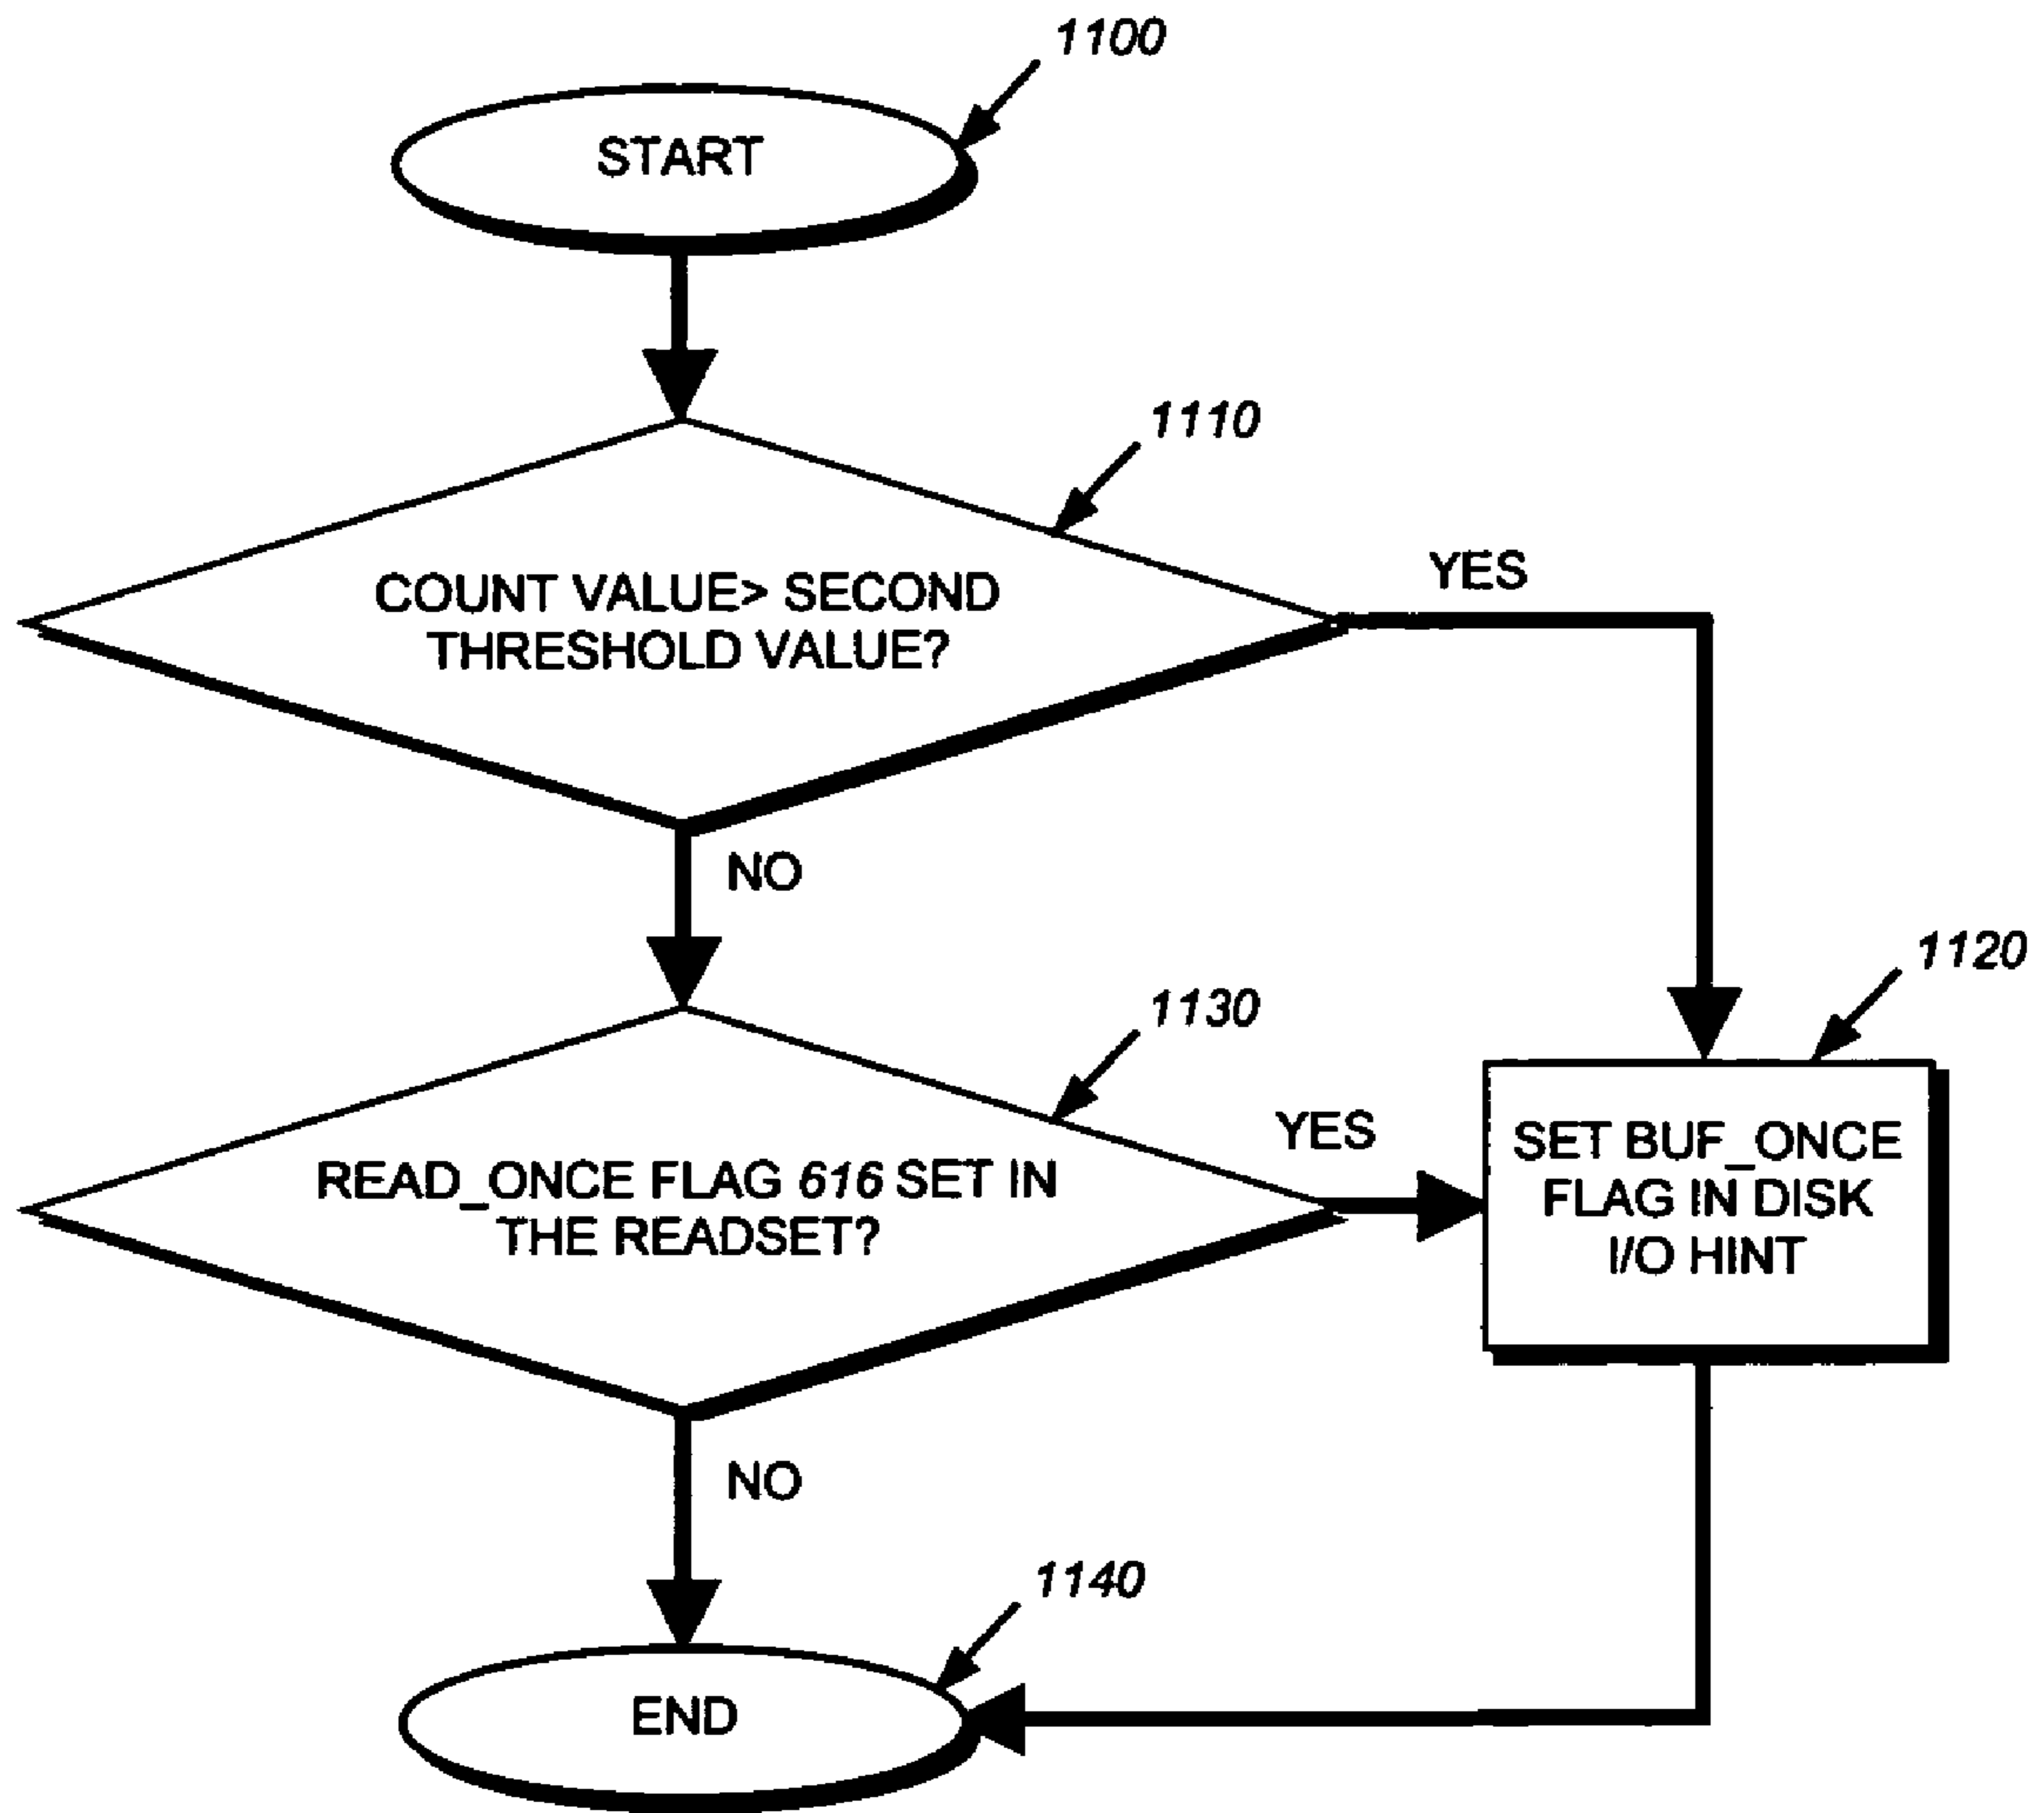 1100
START
1110
COUNT VALUE> SECOND
THRESHOLD VALUE?
YES
NO
1120
1130
READ_ONCE FLAG 616 SET IN
THE READSET?
YES
SET BUF_ONCE
FLAG IN DISK
I/O HINT
NO
1140
END